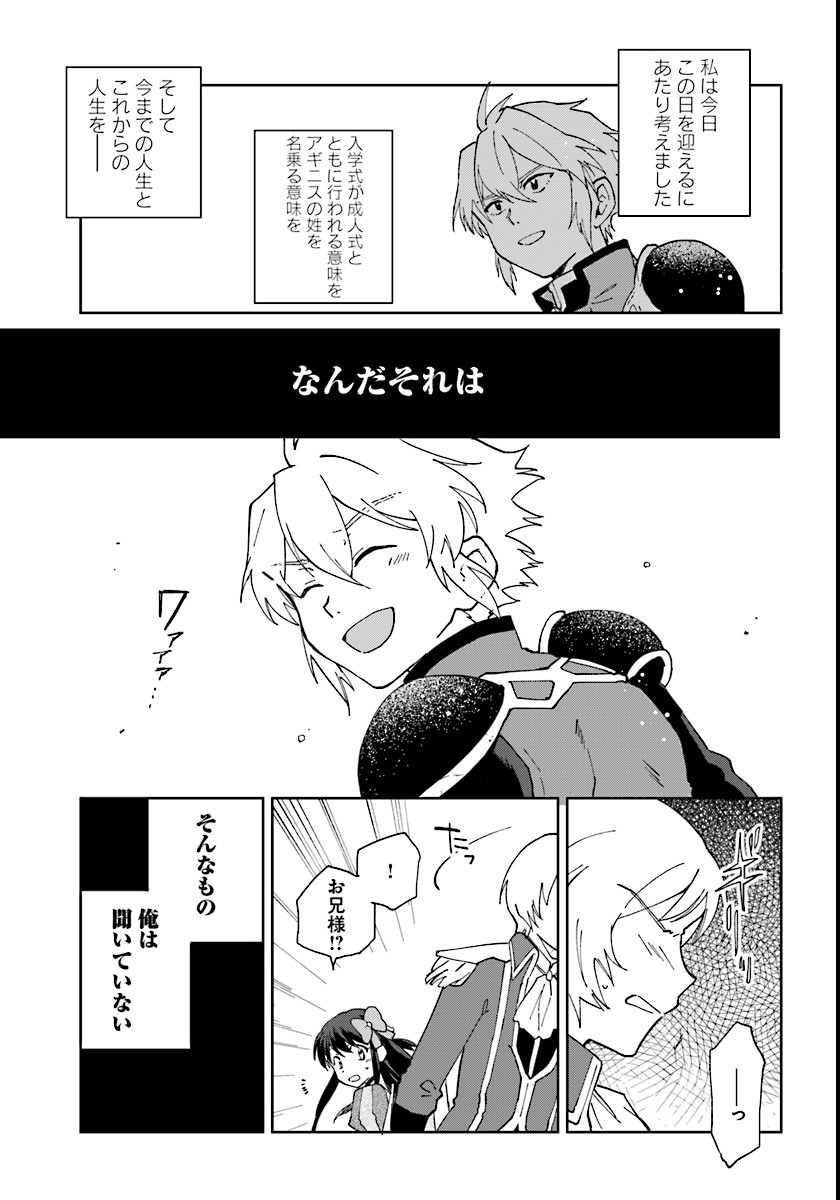 私は今日
この日を迎えるに
あたり考えました
入学式が成人式と
ともに行われる意味を
アギニスの姓を
名乗る意味を
そして
今までの人生と
これからの
人生を——
なんだそれは
ワァァァ…
ギリ
——っ
たっ
！
お兄様!?
そんなもの
俺は
聞いていない